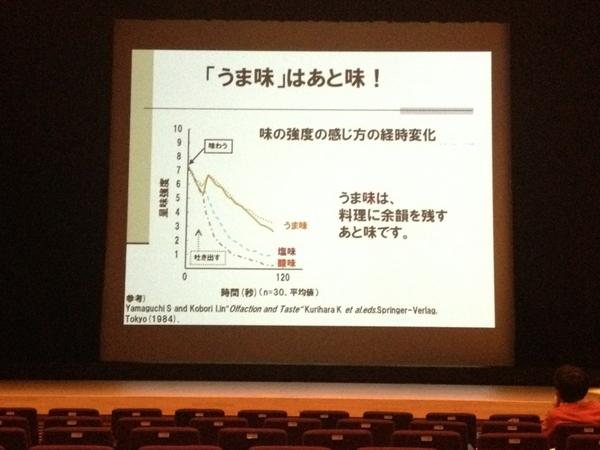 「うま味」はあと味！
味の強度の感じ方の経時変化
10
9
8
7
6
5
4
3
2
1
0
120
呈味強度
味わう
吐き出す
うま味
塩味
酸味
時間(秒)(n=30、平均値)
うま味は、
料理に余韻を残す
あと味です。
参考)
Yamaguchi S and Kobori I.in"Olfaction and Taste"Kurihara K et al.eds.Springer-Verlag,
Tokyo(1984).